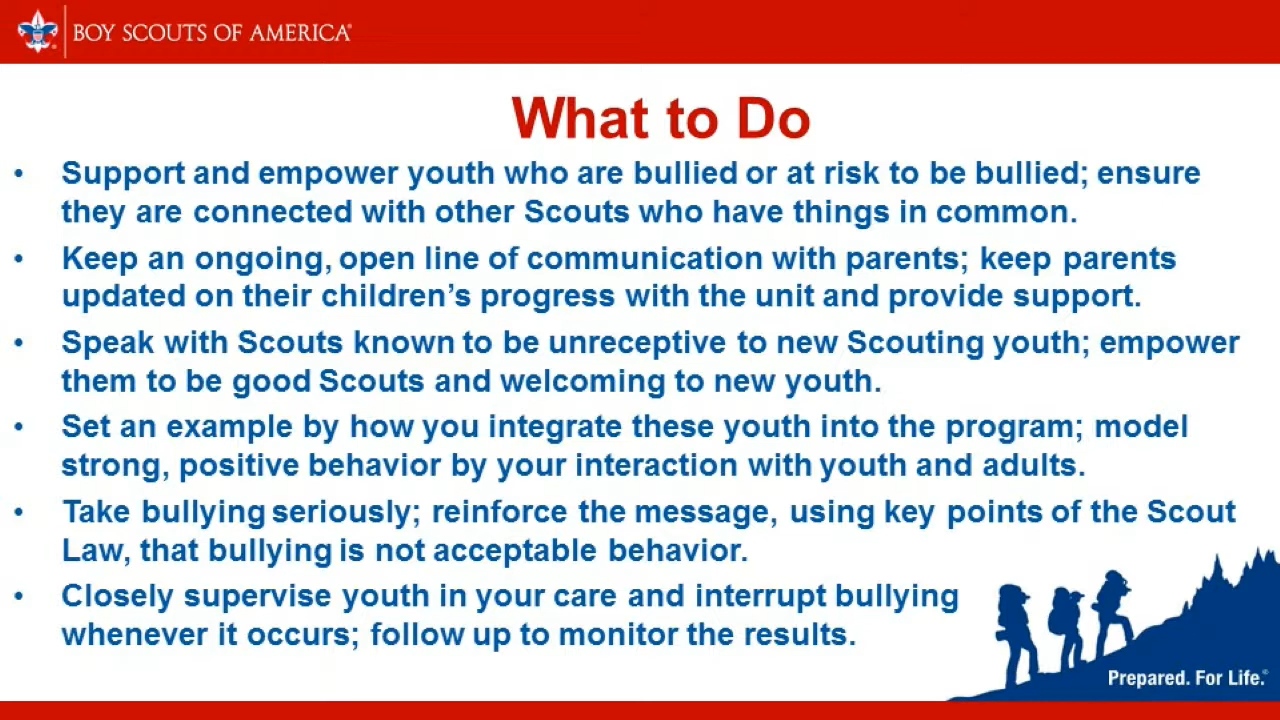 BOY SCOUTS OF AMERICA®
What to Do
• Support and empower youth who are bullied or at risk to be bullied; ensure
they are connected with other Scouts who have things in common.
• Keep an ongoing, open line of communication with parents; keep parents
updated on their children’s progress with the unit and provide support.
• Speak with Scouts known to be unreceptive to new Scouting youth; empower
them to be good Scouts and welcoming to new youth.
• Set an example by how you integrate these youth into the program; model
strong, positive behavior by your interaction with youth and adults.
• Take bullying seriously; reinforce the message, using key points of the Scout
Law, that bullying is not acceptable behavior.
• Closely supervise youth in your care and interrupt bullying
whenever it occurs; follow up to monitor the results.
Prepared. For Life.®